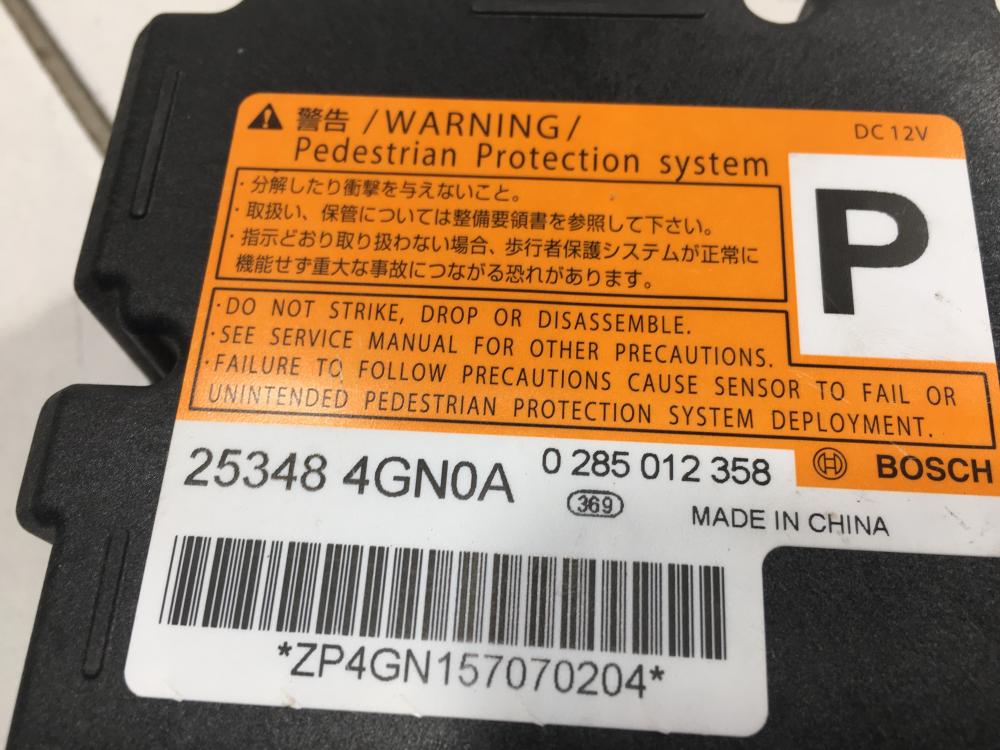 警告 /WARNING/
DC 12V
Pedestrian Protection system
P
・分解したり衝撃を与えないこと。
・取扱い、保管については整備要領書を参照して下さい。
・指示どおり取り扱わない場合、歩行者保護システムが正常に
機能せず重大な事故につながる恐れがあります。
・DO NOT STRIKE, DROP OR DISASSEMBLE.
・SEE SERVICE MANUAL FOR OTHER PRECAUTIONS.
・FAILURE TO FOLLOW PRECAUTIONS CAUSE SENSOR TO FAIL OR
UNINTENDED PEDESTRIAN PROTECTION SYSTEM DEPLOYMENT.
25348 4GN0A
0 285 012 358
BOSCH
369
MADE IN CHINA
*ZP4GN157070204*